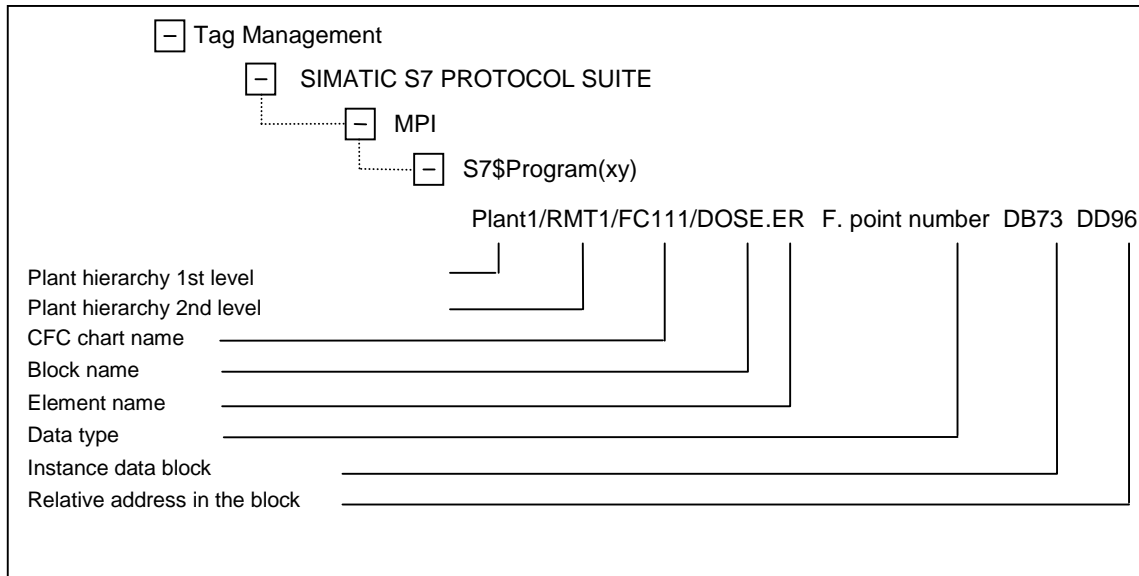 Tag Management
SIMATIC S7 PROTOCOL SUITE
MPI
S7$Program(xy)
Plant1/RMT1/FC111/DOSE.ER F. point number DB73 DD96
Plant hierarchy 1st level
Plant hierarchy 2nd level
CFC chart name
Block name
Element name
Data type
Instance data block
Relative address in the block